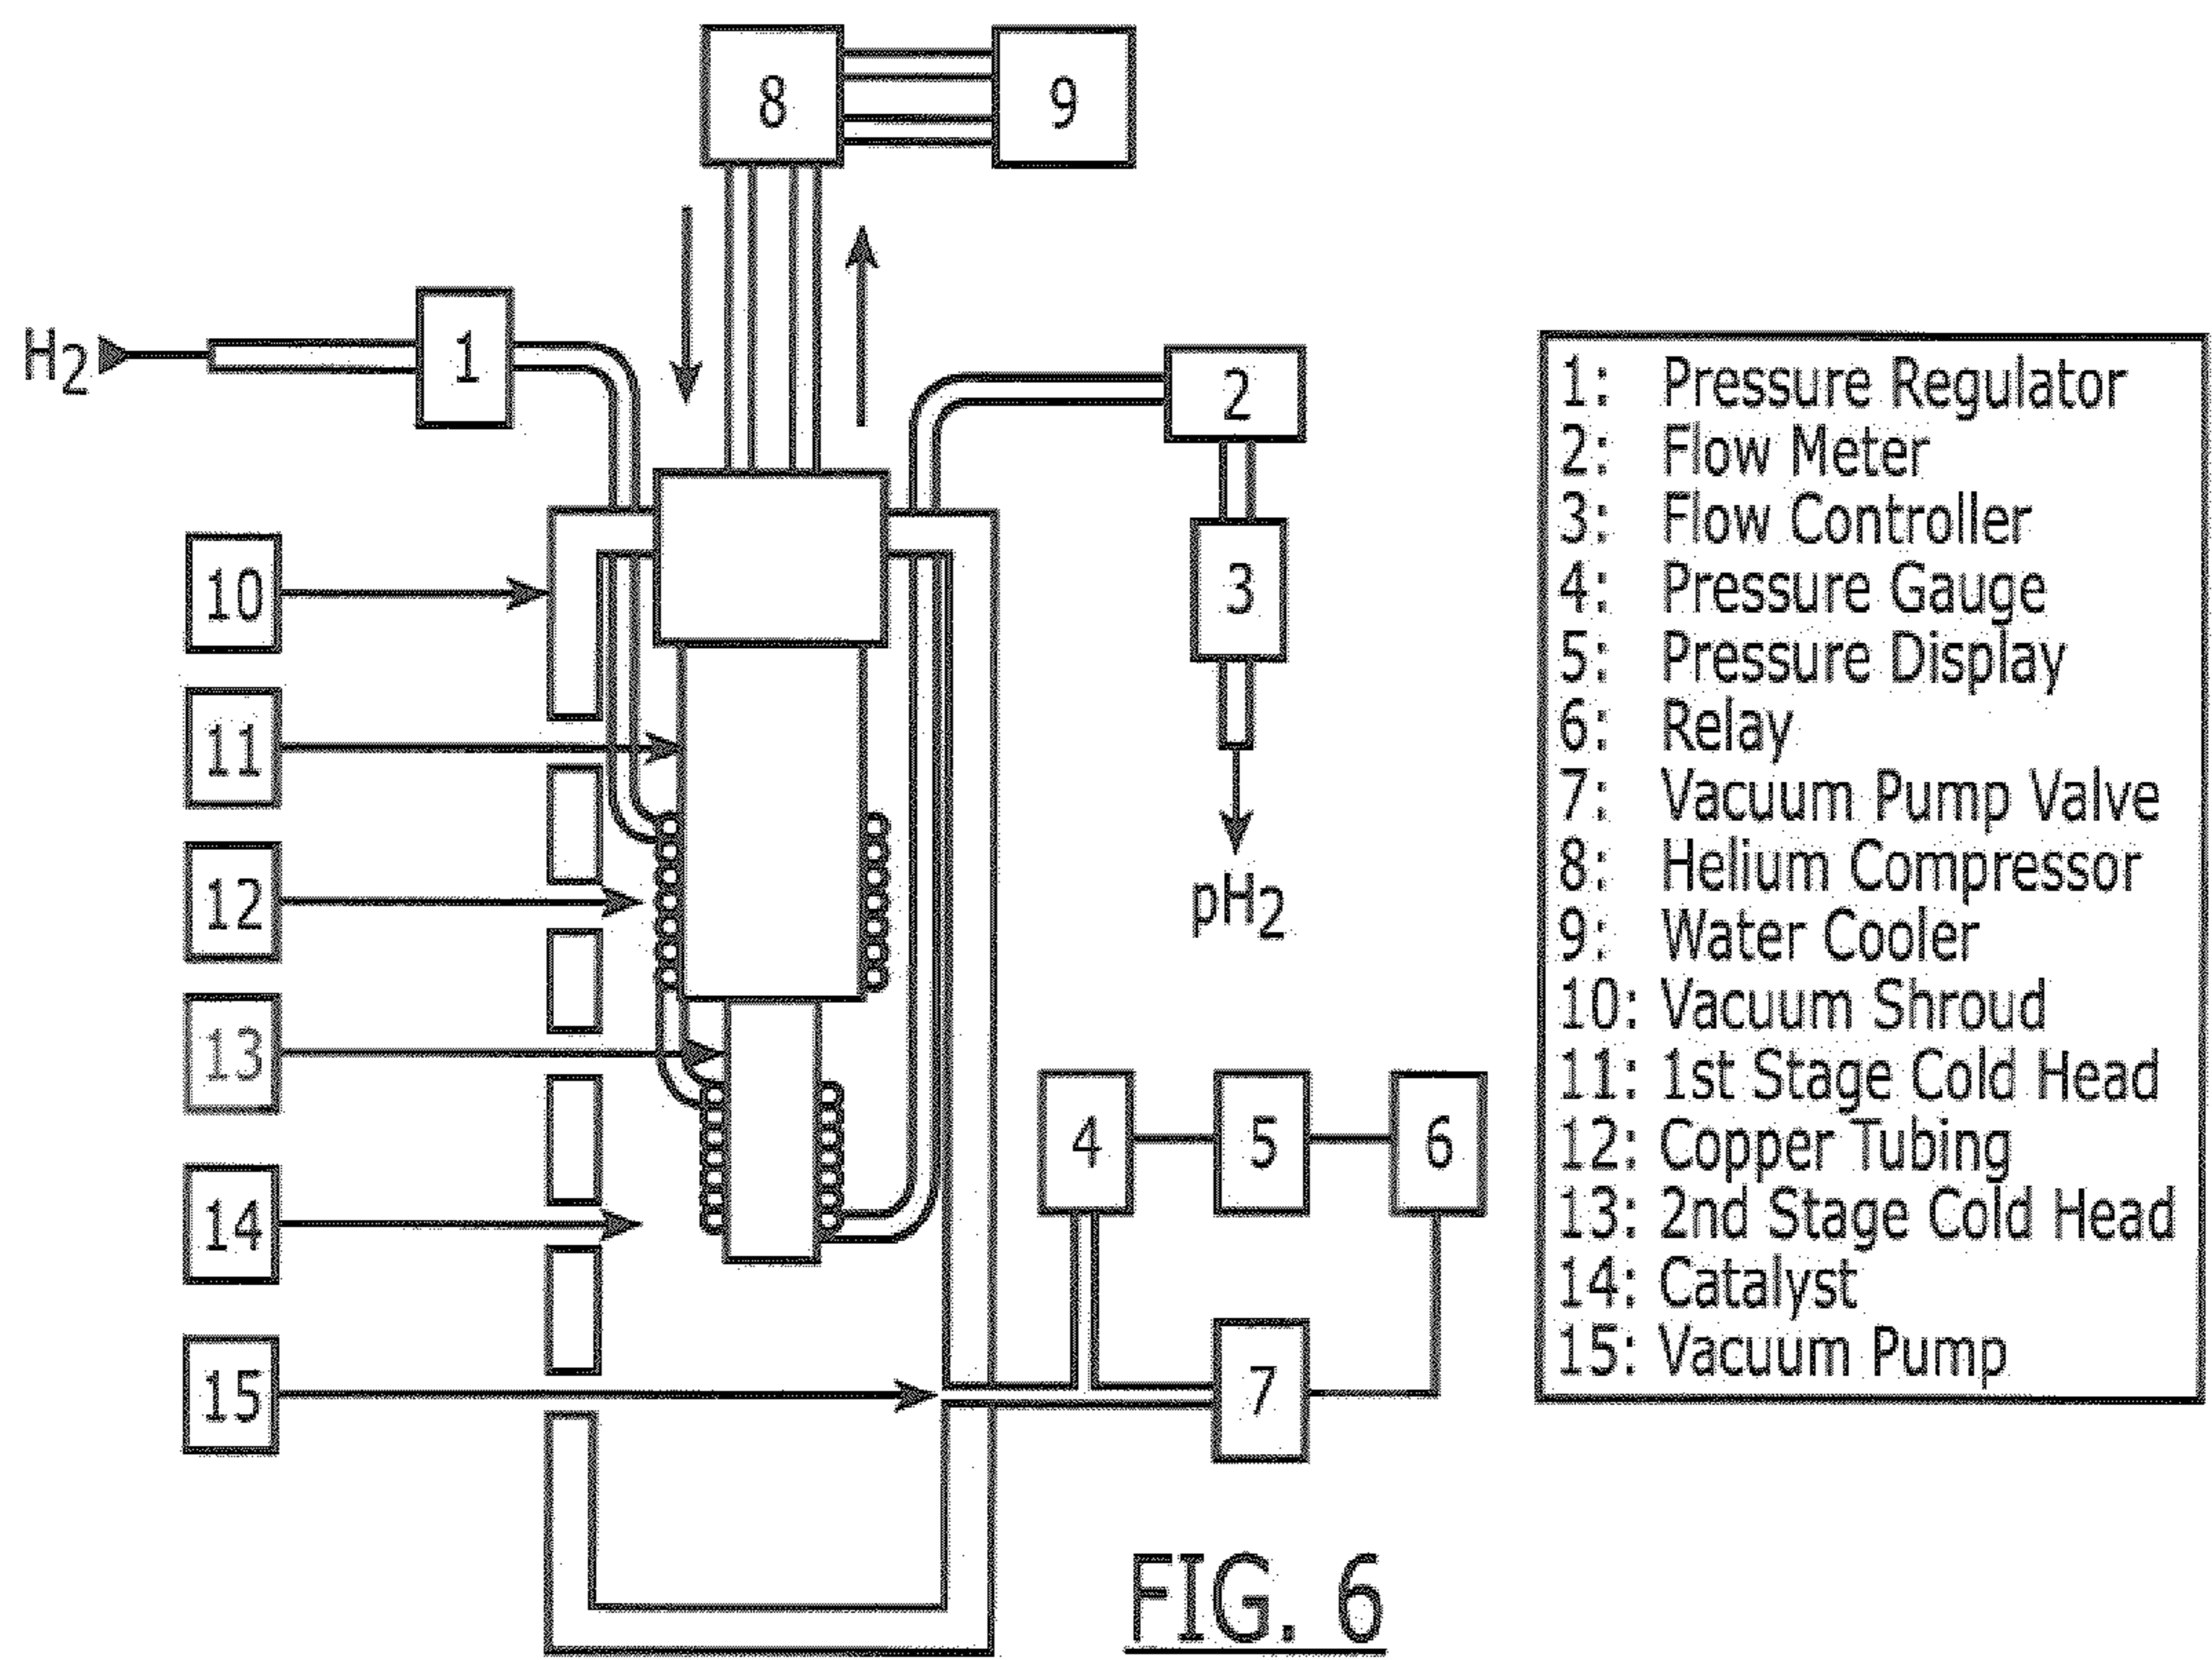 8
9
H2
1
2
3
pH2
10
11
12
13
14
15
4
5
6
7
1: Pressure Regulator
2: Flow Meter
3: Flow Controller
4: Pressure Gauge
5: Pressure Display
6: Relay
7: Vacuum Pump Valve
8: Helium Compressor
9: Water Cooler
10: Vacuum Shroud
11: 1st Stage Cold Head
12: Copper Tubing
13: 2nd Stage Cold Head
14: Catalyst
15: Vacuum Pump
FIG. 6